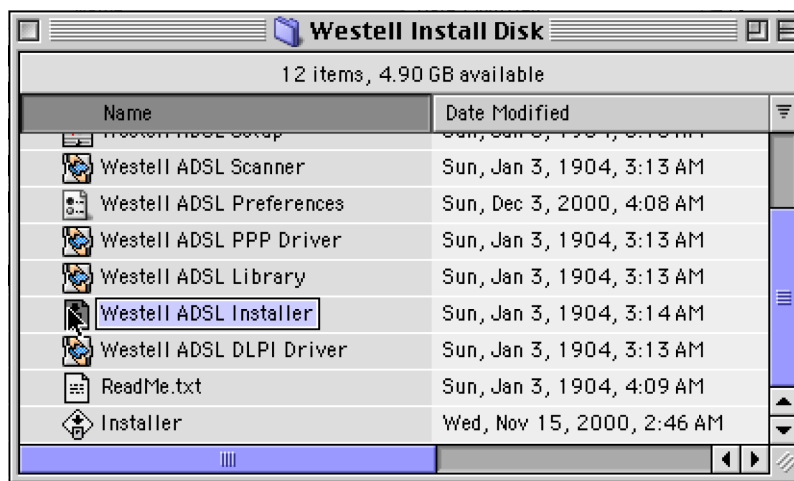 Westell Install Disk
12 items, 4.90 GB available
Name Date Modified
Westell ADSL Scanner Sun, Jan 3, 1904, 3:13 AM
Westell ADSL Preferences Sun, Dec 3, 2000, 4:08 AM
Westell ADSL PPP Driver Sun, Jan 3, 1904, 3:13 AM
Westell ADSL Library Sun, Jan 3, 1904, 3:13 AM
Westell ADSL Installer Sun, Jan 3, 1904, 3:14 AM
Westell ADSL DLPI Driver Sun, Jan 3, 1904, 3:13 AM
ReadMe.txt Sun, Jan 3, 1904, 4:09 AM
Installer Wed, Nov 15, 2000, 2:46 AM